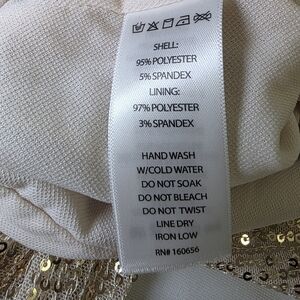 SHELL:
95% POLYESTER
5% SPANDEX
LINING:
97% POLYESTER
3% SPANDEX
HAND WASH
W/COLD WATER
DO NOT SOAK
DO NOT BLEACH
DO NOT TWIST
LINE DRY
IRON LOW
RN# 160656